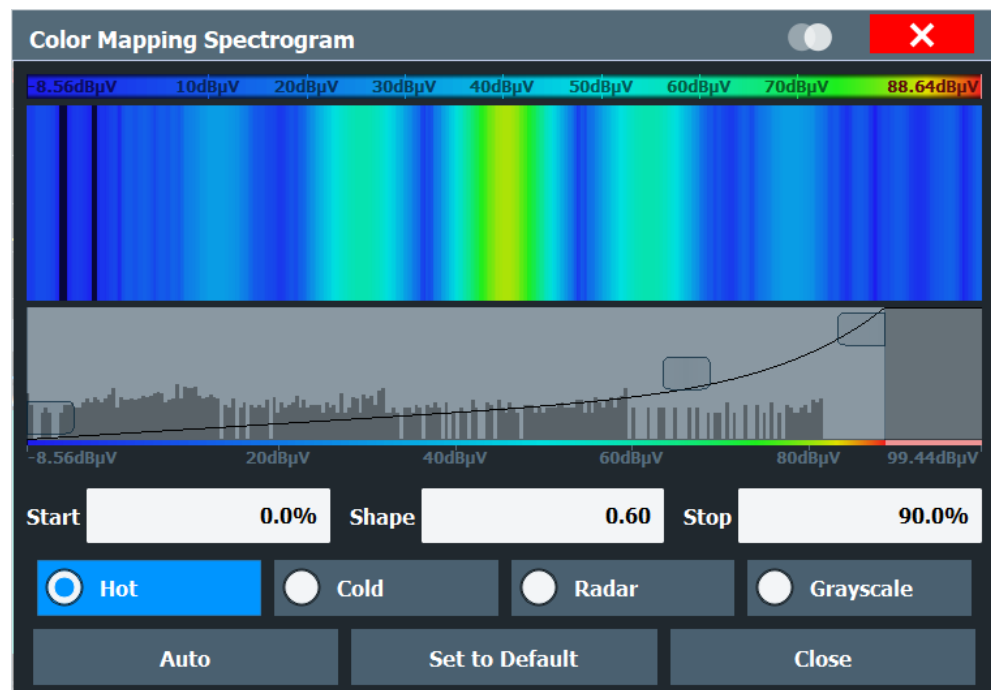 Color Mapping Spectrogram
-8.56dBµV 10dBµV 20dBµV 30dBµV 40dBµV 50dBµV 60dBµV 70dBµV 88.64dBµV
-8.56dBµV 20dBµV 40dBµV 60dBµV 80dBµV 99.44dBµV
Start 0.0% Shape 0.60 Stop 90.0%
Hot Cold Radar Grayscale
Auto Set to Default Close